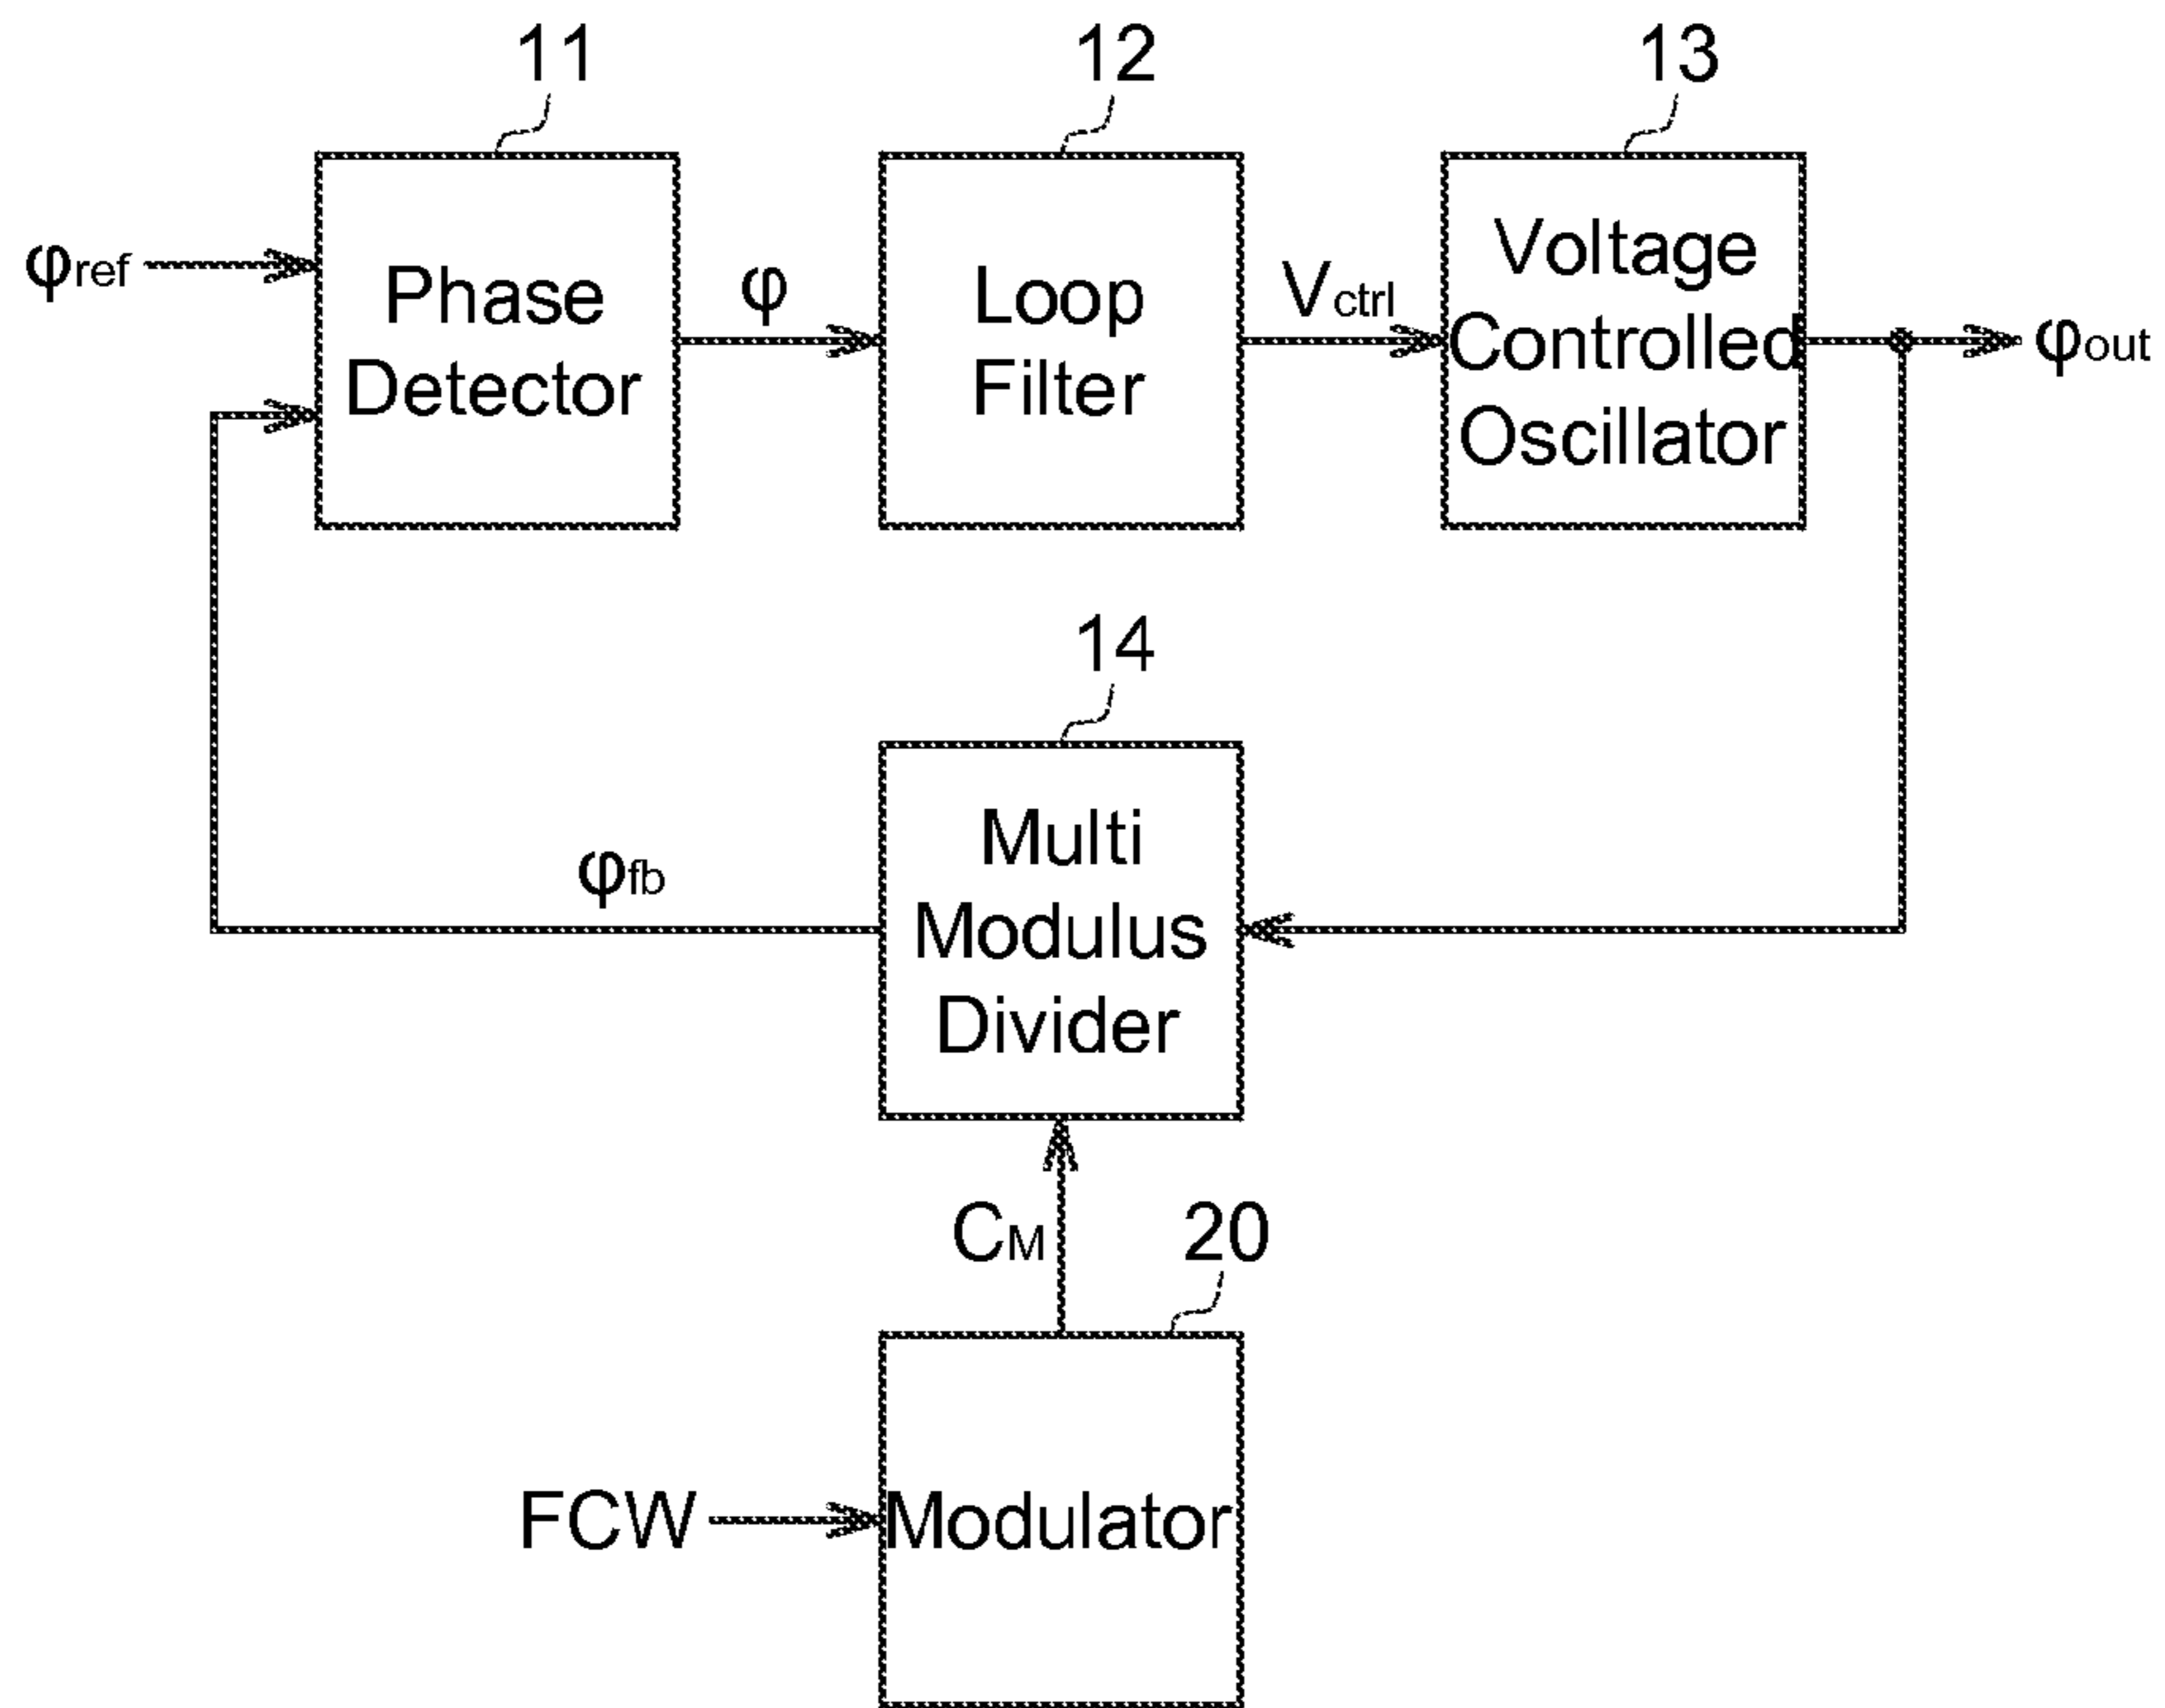 11
12
13
φref
Phase
Detector
φ
Loop
Filter
Vctrl
Voltage
Controlled
Oscillator
φout
14
Multi
Modulus
Divider
φfb
CM
20
FCW
Modulator